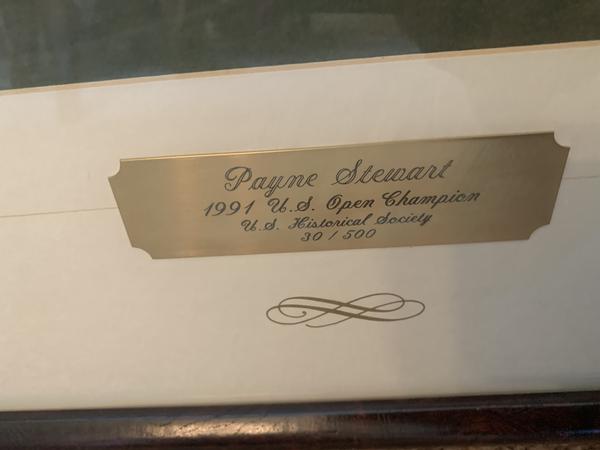 Payne Stewart
1991 U.S. Open Champion
U.S. Historical Society
30 / 500